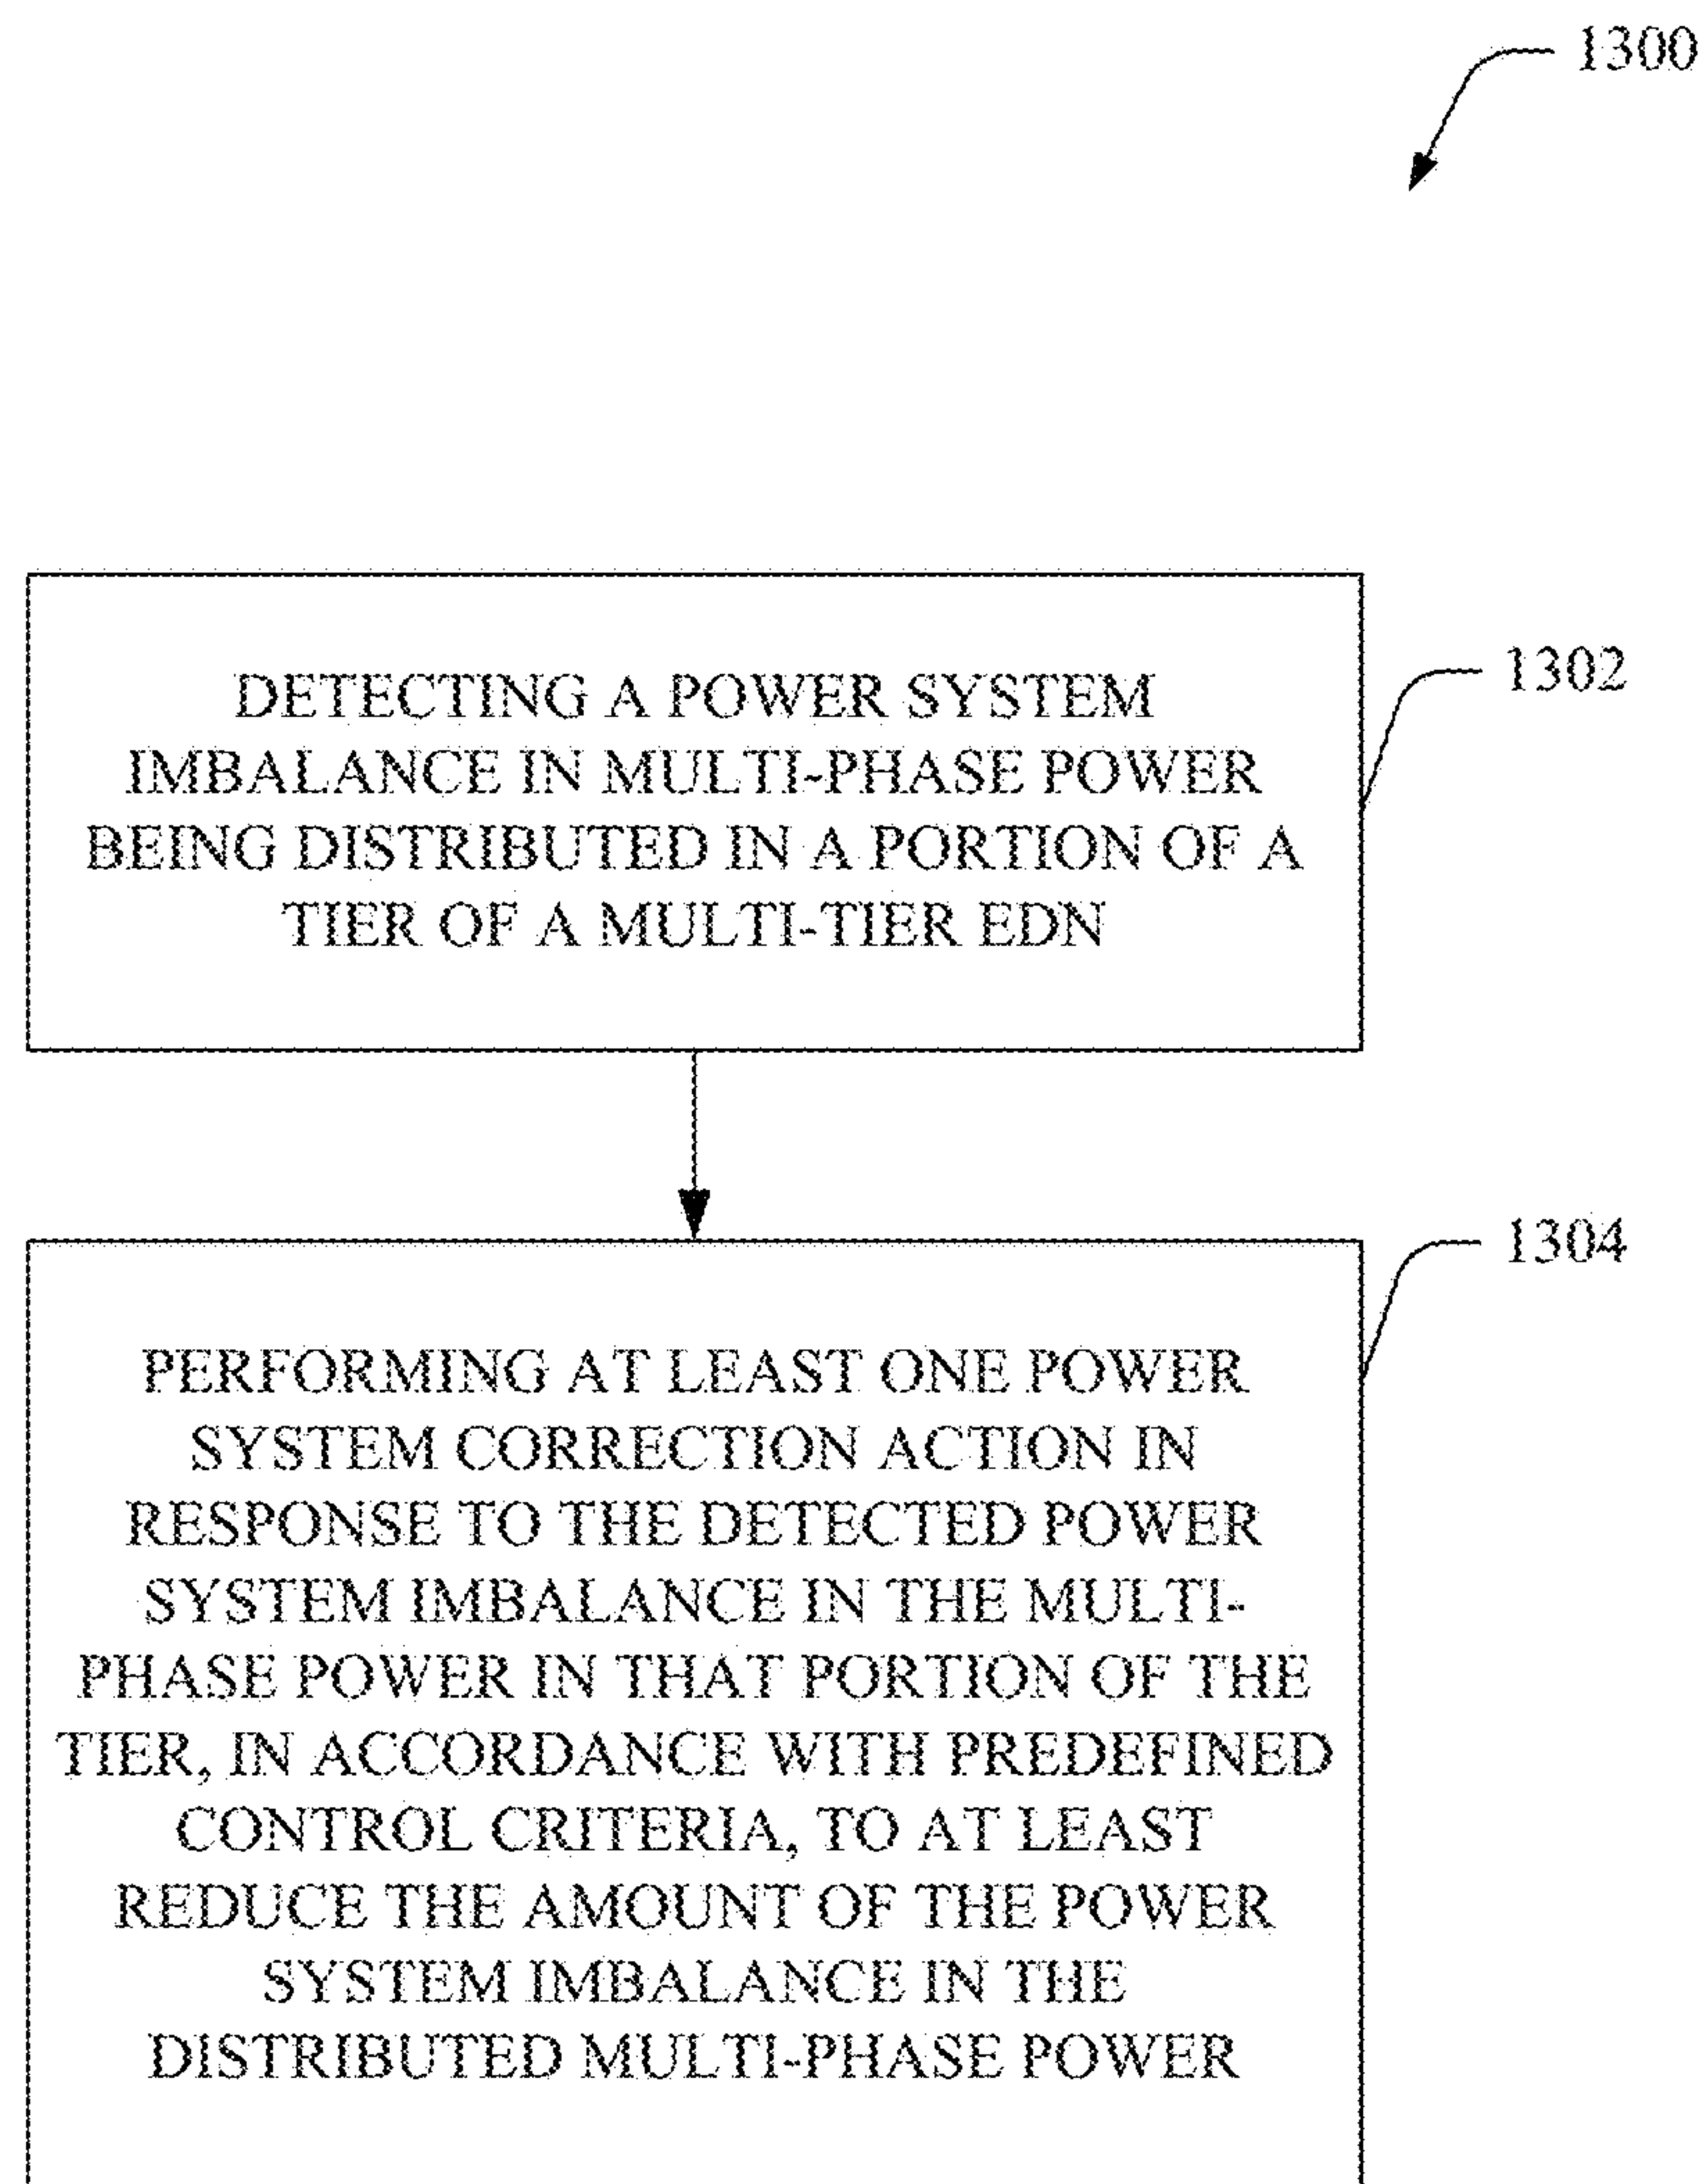 1300
DETECTING A POWER SYSTEM
IMBALANCE IN MULTI-PHASE POWER
BEING DISTRIBUTED IN A PORTION OF A
TIER OF A MULTI-TIER EDN
1302
1304
PERFORMING AT LEAST ONE POWER
SYSTEM CORRECTION ACTION IN
RESPONSE TO THE DETECTED POWER
SYSTEM IMBALANCE IN THE MULTI-
PHASE POWER IN THAT PORTION OF THE
TIER, IN ACCORDANCE WITH PREDEFINED
CONTROL CRITERIA, TO AT LEAST
REDUCE THE AMOUNT OF THE POWER
SYSTEM IMBALANCE IN THE
DISTRIBUTED MULTI-PHASE POWER